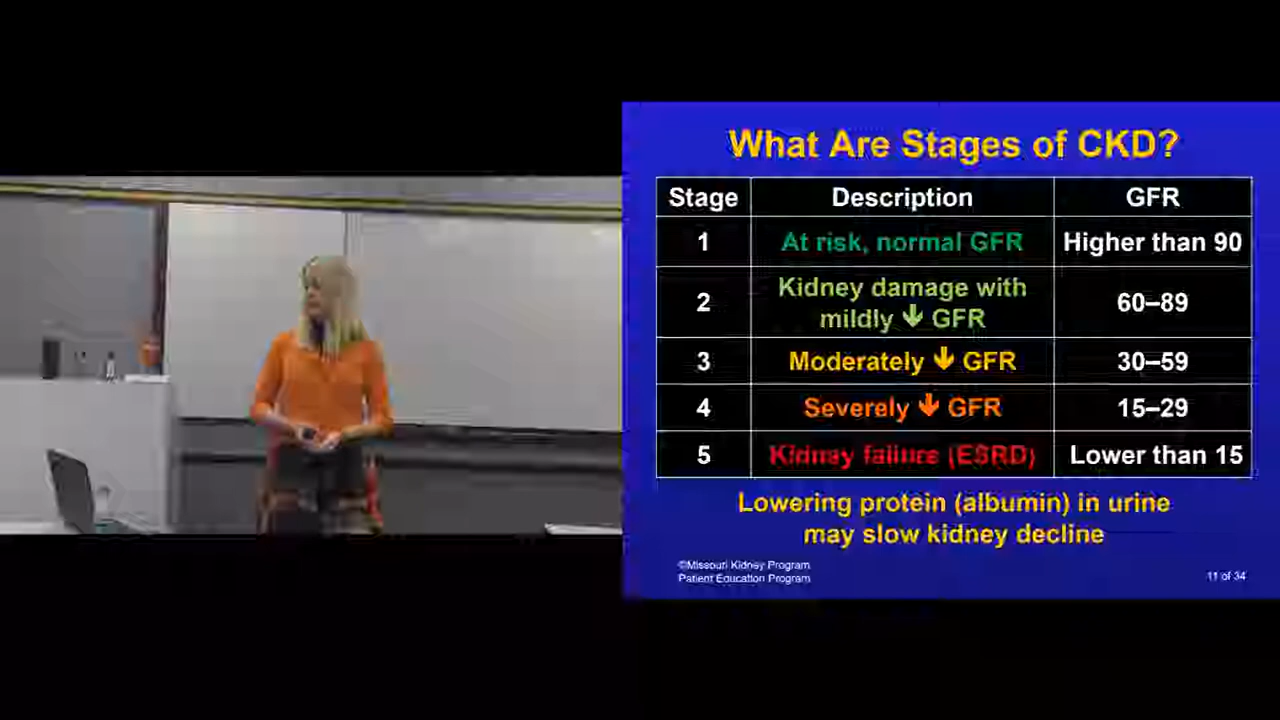 What Are Stages of CKD?
Stage Description GFR
1 At risk, normal GFR Higher than 90
2 Kidney damage with mildly ↓ GFR 60–89
3 Moderately ↓ GFR 30–59
4 Severely ↓ GFR 15–29
5 Kidney failure (ESRD) Lower than 15
Lowering protein (albumin) in urine
may slow kidney decline
©Missouri Kidney Program
Patient Education Program
11 of 34